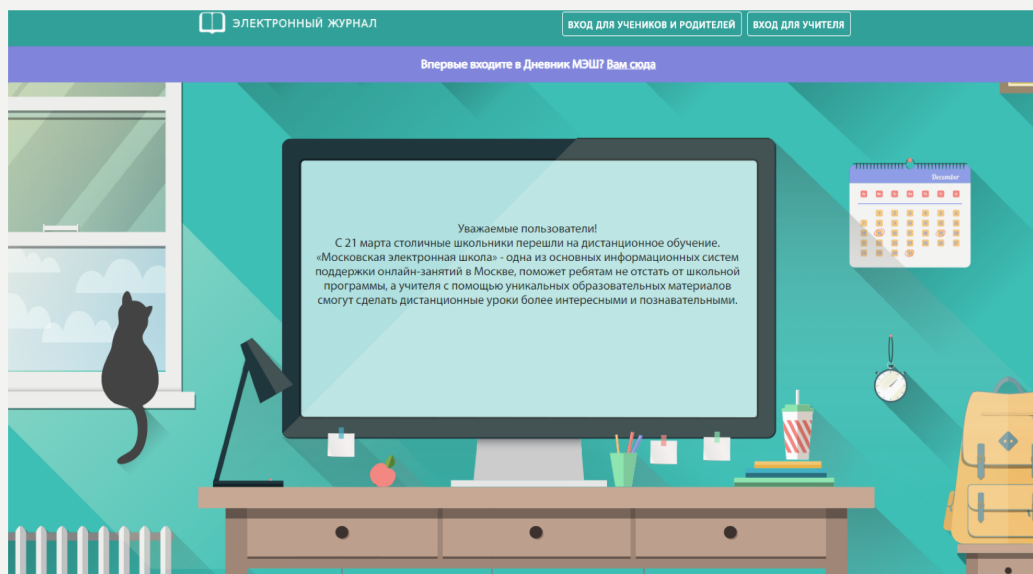 ЭЛЕКТРОННЫЙ ЖУРНАЛ
ВХОД ДЛЯ УЧЕНИКОВ И РОДИТЕЛЕЙ
ВХОД ДЛЯ УЧИТЕЛЯ
Впервые входите в Дневник МЭШ? Вам сюда
December
Уважаемые пользователи!
С 21 марта столичные школьники перешли на дистанционное обучение.
«Московская электронная школа» - одна из основных информационных систем
поддержки онлайн-занятий в Москве, поможет ребятам не отстать от школьной
программы, а учителя с помощью уникальных образовательных материалов
смогут сделать дистанционные уроки более интересными и познавательными.